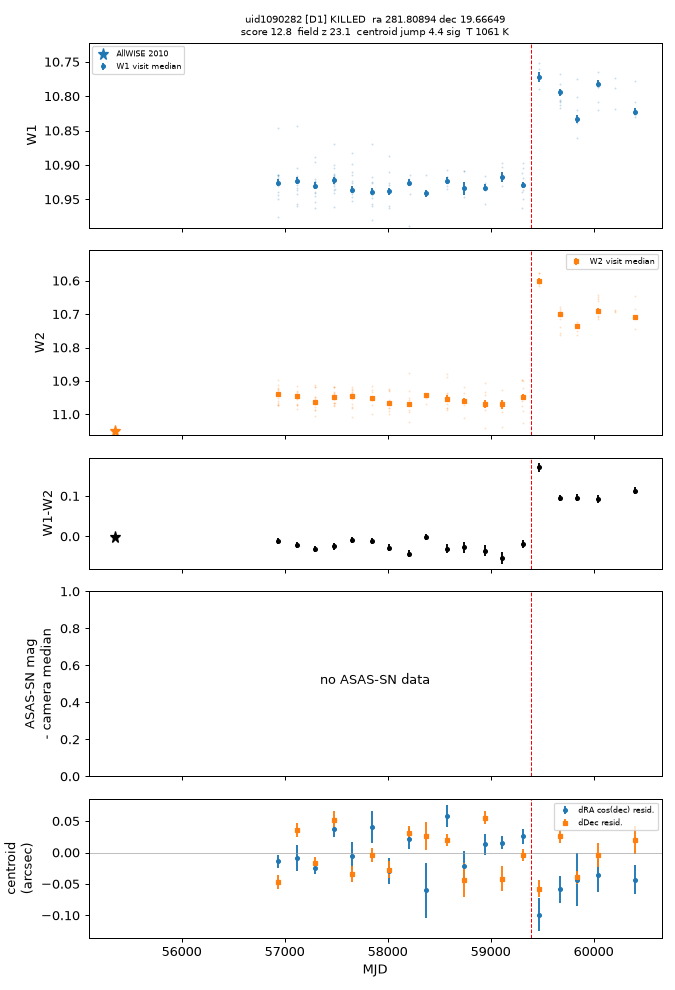 uid1090282 [D1] KILLED  ra 281.80894 dec 19.66649
score 12.8  field z 23.1  centroid jump 4.4 sig  T 1061 K
AllWISE 2010
W1 visit median
10.75
10.80
10.85
10.90
10.95
W1
W2 visit median
10.6
10.7
10.8
10.9
11.0
W2
0.1
0.0
W1-W2
1.0
0.8
0.6
0.4
0.2
0.0
ASAS-SN mag
- camera median
no ASAS-SN data
dRA cos(dec) resid.
dDec resid.
0.05
0.00
−0.05
−0.10
centroid
(arcsec)
56000
57000
58000
59000
60000
MJD